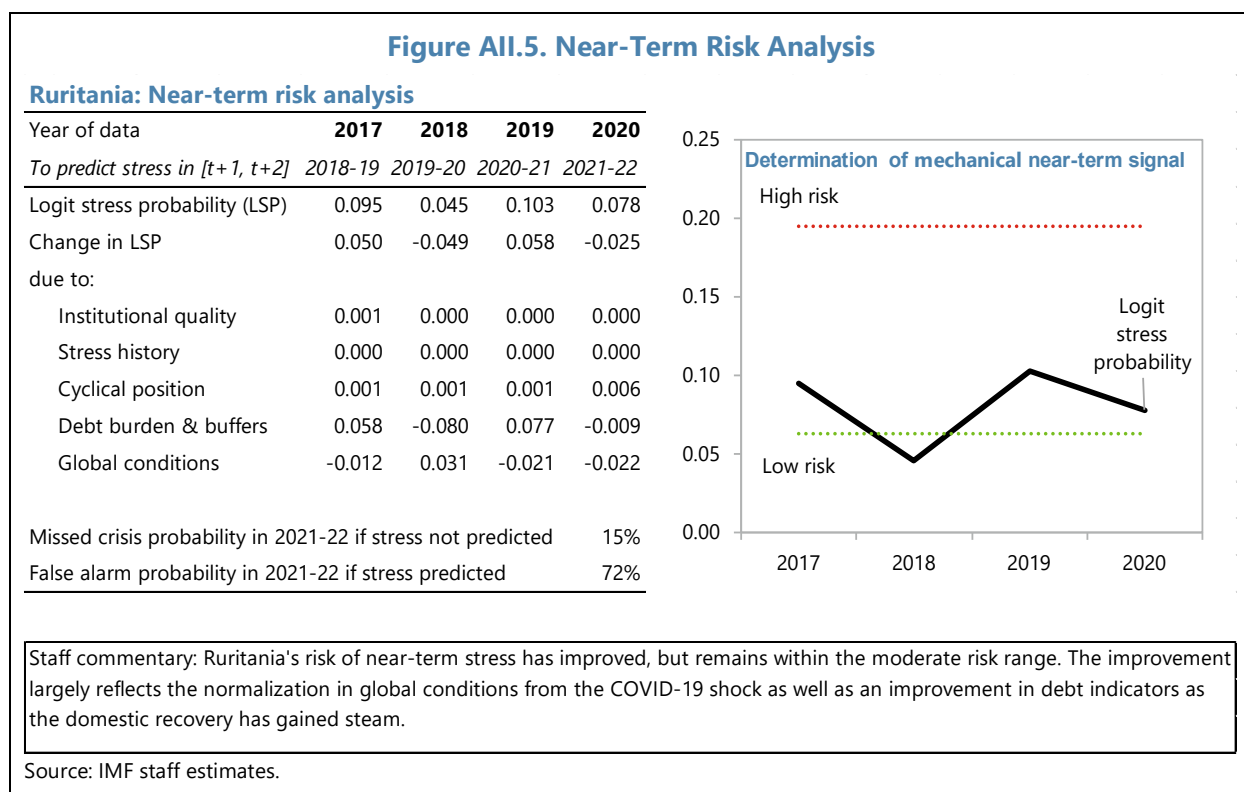 Figure AII.5. Near-Term Risk Analysis
Ruritania: Near-term risk analysis
Year of data 2017 2018 2019 2020
To predict stress in [t+1, t+2] 2018-19 2019-20 2020-21 2021-22
Logit stress probability (LSP) 0.095 0.045 0.103 0.078
Change in LSP 0.050 -0.049 0.058 -0.025
due to:
Institutional quality 0.001 0.000 0.000 0.000
Stress history 0.000 0.000 0.000 0.000
Cyclical position 0.001 0.001 0.001 0.006
Debt burden & buffers 0.058 -0.080 0.077 -0.009
Global conditions -0.012 0.031 -0.021 -0.022
Missed crisis probability in 2021-22 if stress not predicted 15%
False alarm probability in 2021-22 if stress predicted 72%
Determination of mechanical near-term signal
0.25
0.20
0.15
0.10
0.05
0.00
High risk
Logit
stress
probability
Low risk
2017 2018 2019 2020
Staff commentary: Ruritania's risk of near-term stress has improved, but remains within the moderate risk range. The improvement
largely reflects the normalization in global conditions from the COVID-19 shock as well as an improvement in debt indicators as
the domestic recovery has gained steam.
Source: IMF staff estimates.